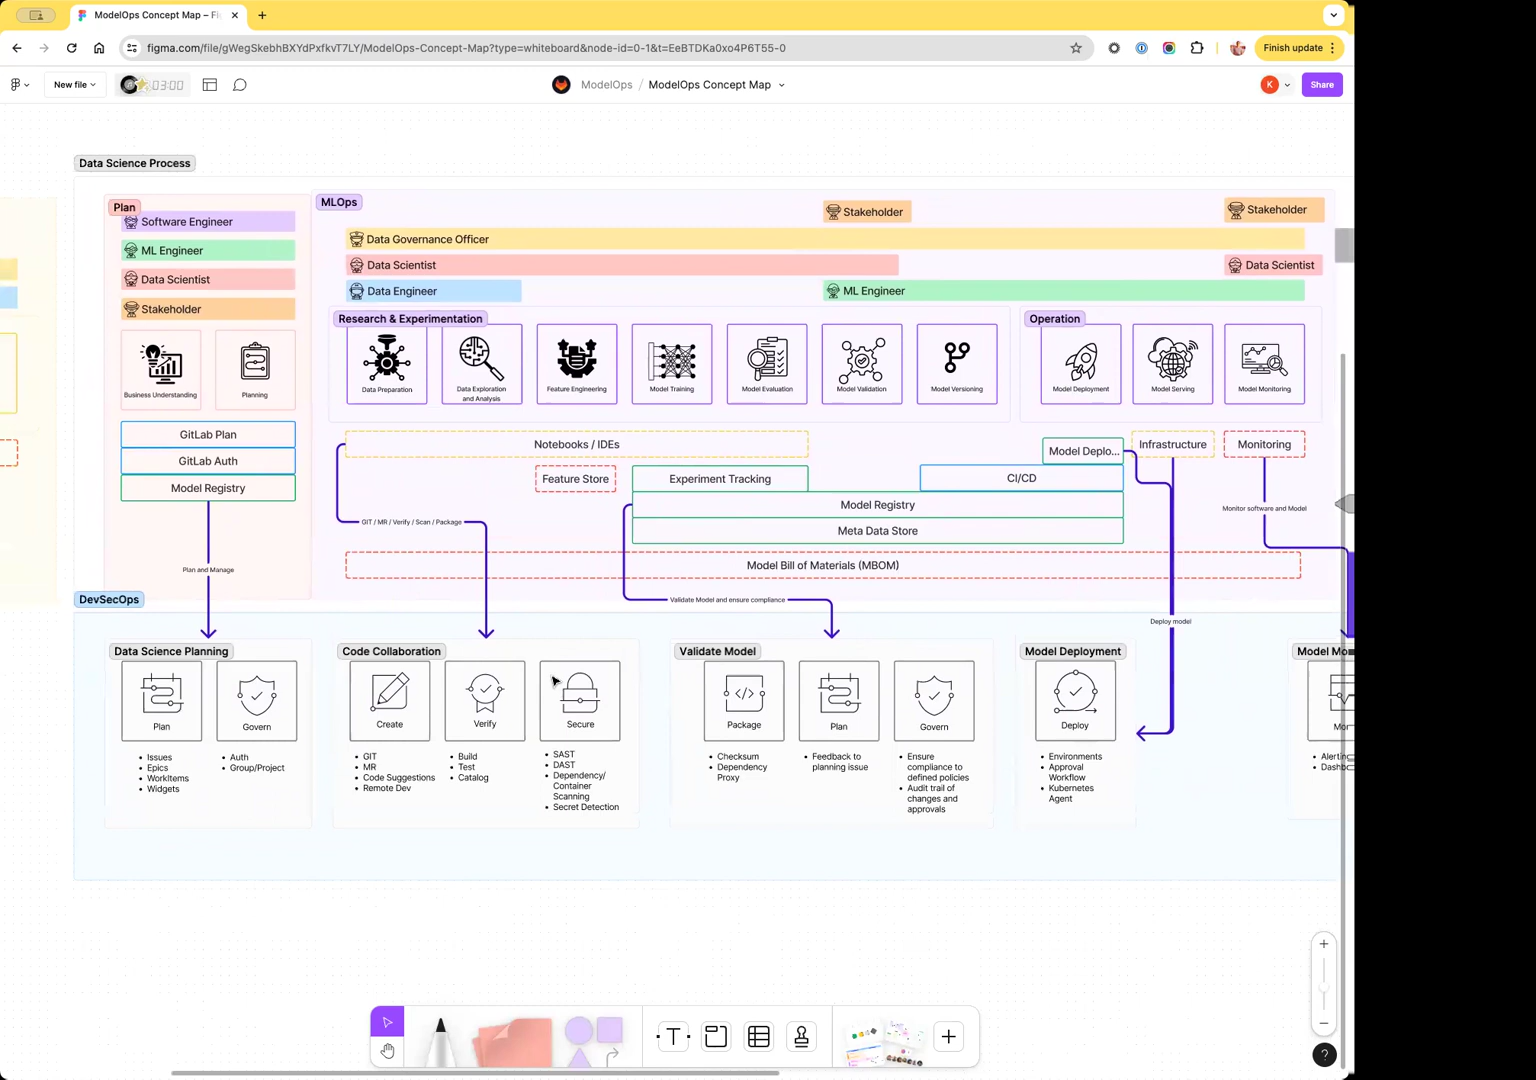 ModelOps Concept Map – Fi
figma.com/file/gWegSkebhBXYdPxfkvT7LY/ModelOps-Concept-Map?type=whiteboard&node-id=0-1&t=EeBTDKa0xo4P6T55-0
Finish update
New file
03:00
ModelOps / ModelOps Concept Map
K
Share
Data Science Process
Plan
Software Engineer
ML Engineer
Data Scientist
Stakeholder
Business Understanding
Planning
GitLab Plan
GitLab Auth
Model Registry
Plan and Manage
MLOps
Stakeholder
Stakeholder
Data Governance Officer
Data Scientist
Data Scientist
Data Engineer
ML Engineer
Research & Experimentation
Operation
Data Preparation
Data Exploration
and Analysis
Feature Engineering
Model Training
Model Evaluation
Model Validation
Model Versioning
Model Deployment
Model Serving
Model Monitoring
Notebooks / IDEs
Model Deplo...
Infrastructure
Monitoring
Feature Store
Experiment Tracking
CI/CD
Model Registry
Monitor software and Model
GIT / MR / Verify / Scan / Package
Meta Data Store
Model Bill of Materials (MBOM)
Validate Model and ensure compliance
Deploy model
DevSecOps
Data Science Planning
Plan
Govern
• Issues
• Epics
• WorkItems
• Widgets
• Auth
• Group/Project
Code Collaboration
Create
Verify
Secure
• GIT
• MR
• Code Suggestions
• Remote Dev
• Build
• Test
• Catalog
• SAST
• DAST
• Dependency/
Container
Scanning
• Secret Detection
Validate Model
Package
Plan
Govern
• Checksum
• Dependency
Proxy
• Feedback to
planning issue
• Ensure
compliance to
defined policies
• Audit trail of
changes and
approvals
Model Deployment
Deploy
• Environments
• Approval
Workflow
• Kubernetes
Agent
Model Mo
Mo
• Alertin
• Dashb
T
?